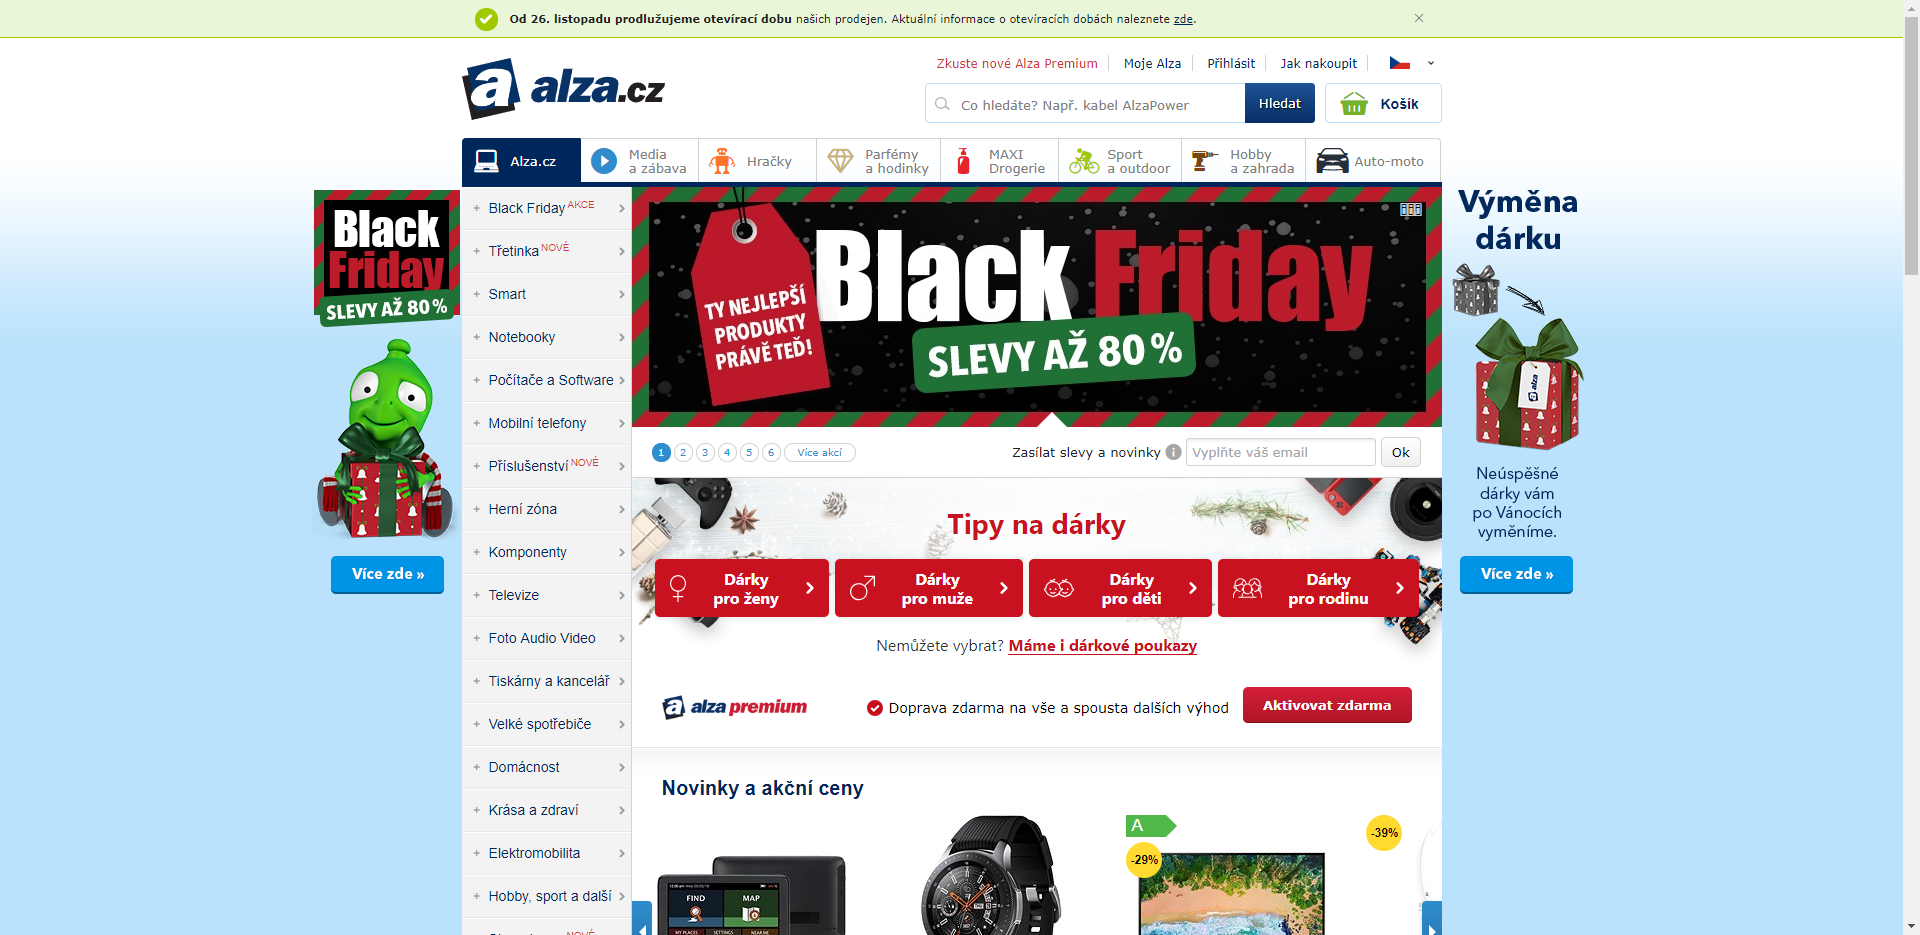 Od 26. listopadu prodlužujeme otevírací dobu našich prodejen. Aktuální informace o otevíracích dobách naleznete zde.
alza.cz
Zkuste nové Alza Premium
Moje Alza
Přihlásit
Jak nakoupit
Co hledáte? Např. kabel AlzaPower
Hledat
Košík
Alza.cz
Media
a zábava
Hračky
Parfémy
a hodinky
MAXI
Drogerie
Sport
a outdoor
Hobby
a zahrada
Auto-moto
Black
Friday
SLEVY AŽ 80 %
Více zde »
Black Friday AKCE
Třetinka NOVÉ
Smart
Notebooky
Počítače a Software
Mobilní telefony
Příslušenství NOVÉ
Herní zóna
Komponenty
Televize
Foto Audio Video
Tiskárny a kancelář
Velké spotřebiče
Domácnost
Krása a zdraví
Elektromobilita
Hobby, sport a další
NOVÉ
TY NEJLEPŠÍ
PRODUKTY
PRÁVĚ TEĎ!
Black Friday
SLEVY AŽ 80 %
1 2 3 4 5 6 Více akcí
Zasílat slevy a novinky
Vyplňte váš email
Ok
Tipy na dárky
Dárky
pro ženy
Dárky
pro muže
Dárky
pro děti
Dárky
pro rodinu
Nemůžete vybrat? Máme i dárkové poukazy
alza premium
Doprava zdarma na vše a spousta dalších výhod
Aktivovat zdarma
Novinky a akční ceny
FIND
MAP
MY PLACES
SETTINGS
NEAR ME
A
-29%
-39%
Výměna
dárku
alza
Neúspěšné
dárky vám
po Vánocích
vyměníme.
Více zde »